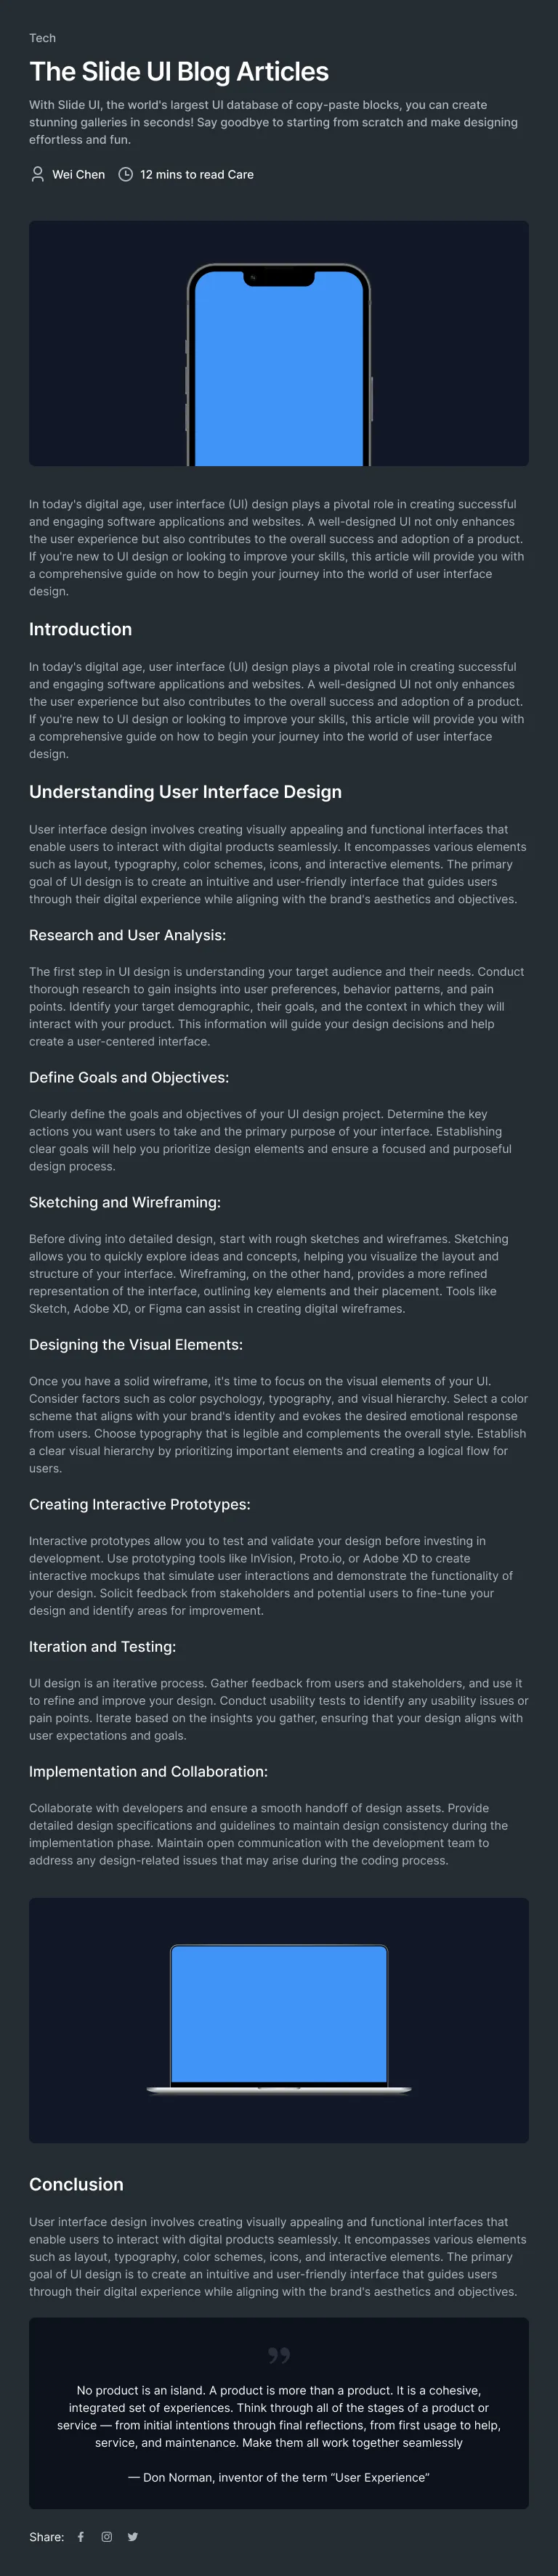 Tech
The Slide UI Blog Articles
With Slide UI, the world's largest UI database of copy-paste blocks, you can create
stunning galleries in seconds! Say goodbye to starting from scratch and make designing
effortless and fun.
Wei Chen 12 mins to read Care
In today's digital age, user interface (UI) design plays a pivotal role in creating successful
and engaging software applications and websites. A well-designed UI not only enhances
the user experience but also contributes to the overall success and adoption of a product.
If you're new to UI design or looking to improve your skills, this article will provide you with
a comprehensive guide on how to begin your journey into the world of user interface
design.
Introduction
In today's digital age, user interface (UI) design plays a pivotal role in creating successful
and engaging software applications and websites. A well-designed UI not only enhances
the user experience but also contributes to the overall success and adoption of a product.
If you're new to UI design or looking to improve your skills, this article will provide you with
a comprehensive guide on how to begin your journey into the world of user interface
design.
Understanding User Interface Design
User interface design involves creating visually appealing and functional interfaces that
enable users to interact with digital products seamlessly. It encompasses various elements
such as layout, typography, color schemes, icons, and interactive elements. The primary
goal of UI design is to create an intuitive and user-friendly interface that guides users
through their digital experience while aligning with the brand's aesthetics and objectives.
Research and User Analysis:
The first step in UI design is understanding your target audience and their needs. Conduct
thorough research to gain insights into user preferences, behavior patterns, and pain
points. Identify your target demographic, their goals, and the context in which they will
interact with your product. This information will guide your design decisions and help
create a user-centered interface.
Define Goals and Objectives:
Clearly define the goals and objectives of your UI design project. Determine the key
actions you want users to take and the primary purpose of your interface. Establishing
clear goals will help you prioritize design elements and ensure a focused and purposeful
design process.
Sketching and Wireframing:
Before diving into detailed design, start with rough sketches and wireframes. Sketching
allows you to quickly explore ideas and concepts, helping you visualize the layout and
structure of your interface. Wireframing, on the other hand, provides a more refined
representation of the interface, outlining key elements and their placement. Tools like
Sketch, Adobe XD, or Figma can assist in creating digital wireframes.
Designing the Visual Elements:
Once you have a solid wireframe, it's time to focus on the visual elements of your UI.
Consider factors such as color psychology, typography, and visual hierarchy. Select a color
scheme that aligns with your brand's identity and evokes the desired emotional response
from users. Choose typography that is legible and complements the overall style. Establish
a clear visual hierarchy by prioritizing important elements and creating a logical flow for
users.
Creating Interactive Prototypes:
Interactive prototypes allow you to test and validate your design before investing in
development. Use prototyping tools like InVision, Proto.io, or Adobe XD to create
interactive mockups that simulate user interactions and demonstrate the functionality of
your design. Solicit feedback from stakeholders and potential users to fine-tune your
design and identify areas for improvement.
Iteration and Testing:
UI design is an iterative process. Gather feedback from users and stakeholders, and use it
to refine and improve your design. Conduct usability tests to identify any usability issues or
pain points. Iterate based on the insights you gather, ensuring that your design aligns with
user expectations and goals.
Implementation and Collaboration:
Collaborate with developers and ensure a smooth handoff of design assets. Provide
detailed design specifications and guidelines to maintain design consistency during the
implementation phase. Maintain open communication with the development team to
address any design-related issues that may arise during the coding process.
Conclusion
User interface design involves creating visually appealing and functional interfaces that
enable users to interact with digital products seamlessly. It encompasses various elements
such as layout, typography, color schemes, icons, and interactive elements. The primary
goal of UI design is to create an intuitive and user-friendly interface that guides users
through their digital experience while aligning with the brand's aesthetics and objectives.
”
No product is an island. A product is more than a product. It is a cohesive,
integrated set of experiences. Think through all of the stages of a product or
service — from initial intentions through final reflections, from first usage to help,
service, and maintenance. Make them all work together seamlessly
— Don Norman, inventor of the term “User Experience”
Share: